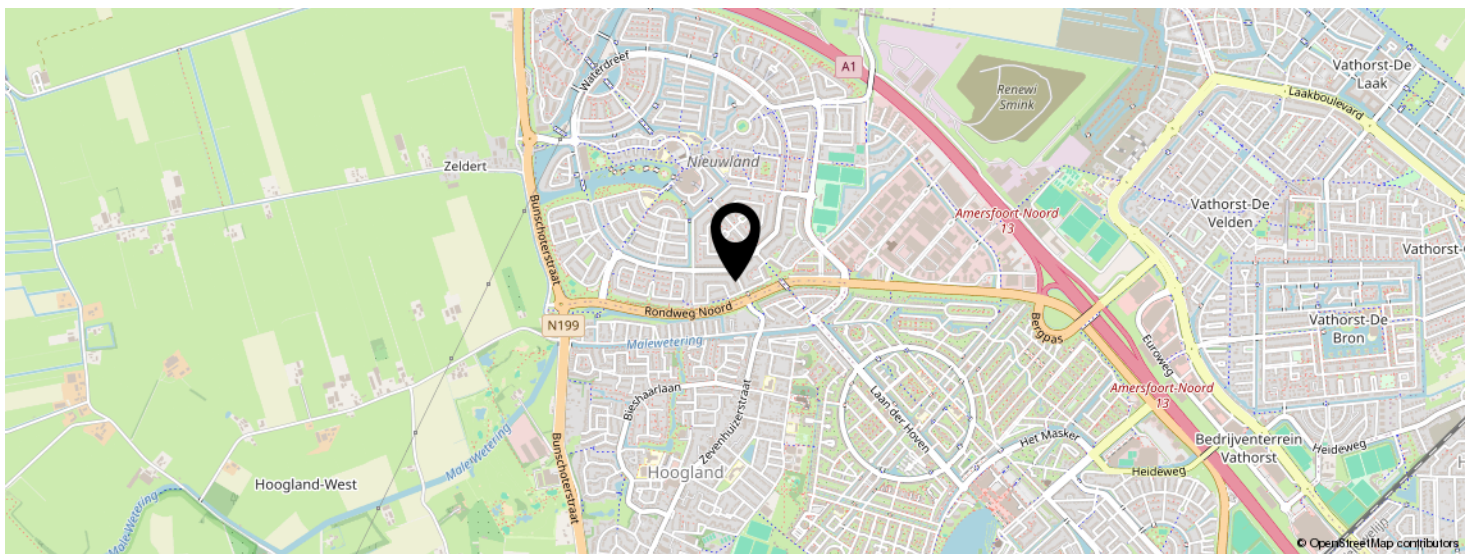 Waterdreef
A1
Renewi
Smink
Vathorst-De
Laak
Laakboulevard
Zeldert
Nieuwland
Bunschoterstraat
Amersfoort-Noord
13
Vathorst-De
Velden
Rondweg Noord
N199
Malewetering
Bergpas
Euroweg
Vathorst-De
Bron
Bieshaarlaan
Zevenhuizerstraat
Laan der Hoven
Amersfoort-Noord
13
Het Masker
Heideweg
Bedrijventerrein
Vathorst
Heideweg
Hoogland
Hoogland-West
Malewetering
Malewetering
Bunschoterstraat
© OpenStreetMap contributors